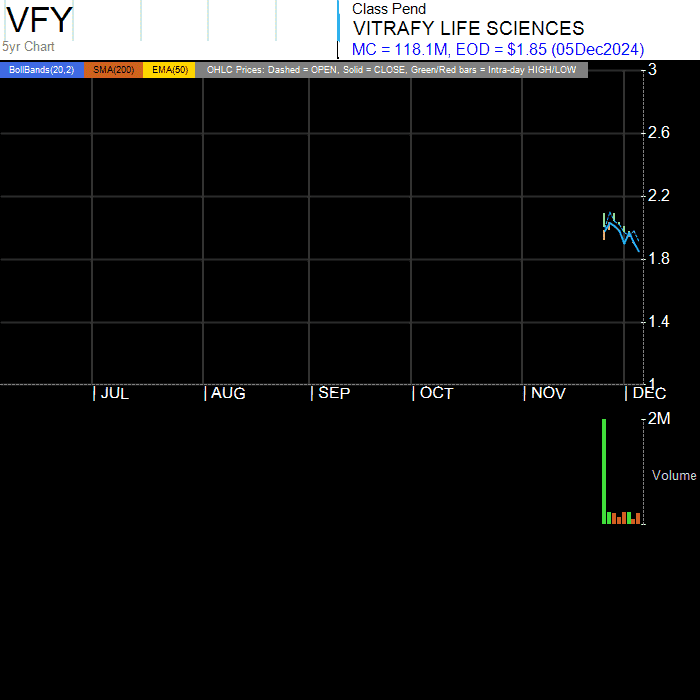 VFY
5yr Chart
Class Pend
VITRAFY LIFE SCIENCES
MC = 118.1M, EOD = $1.85 (05Dec2024)
BollBands(20,2) SMA(200) EMA(50) OHLC Prices: Dashed = OPEN, Solid = CLOSE, Green/Red bars = Intra-day HIGH/LOW
3
2.6
2.2
1.8
1.4
1
| JUL | AUG | SEP | OCT | NOV | DEC
2M
Volume